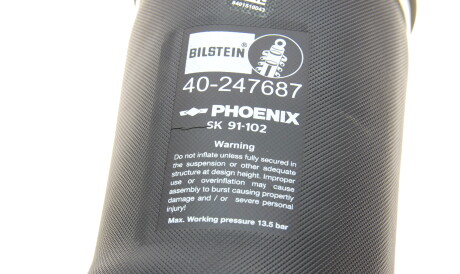 6401910043
BILSTEIN
40-247687
PHOENIX
SK 91-102
Warning
Do not inflate unless fully secured in
the suspension or other adequate
structure at design height. Improper
use or overinflation may cause
assembly to burst causing propertly
damage and / or severe personal
injury!
Max. Working pressure 13.5 bar